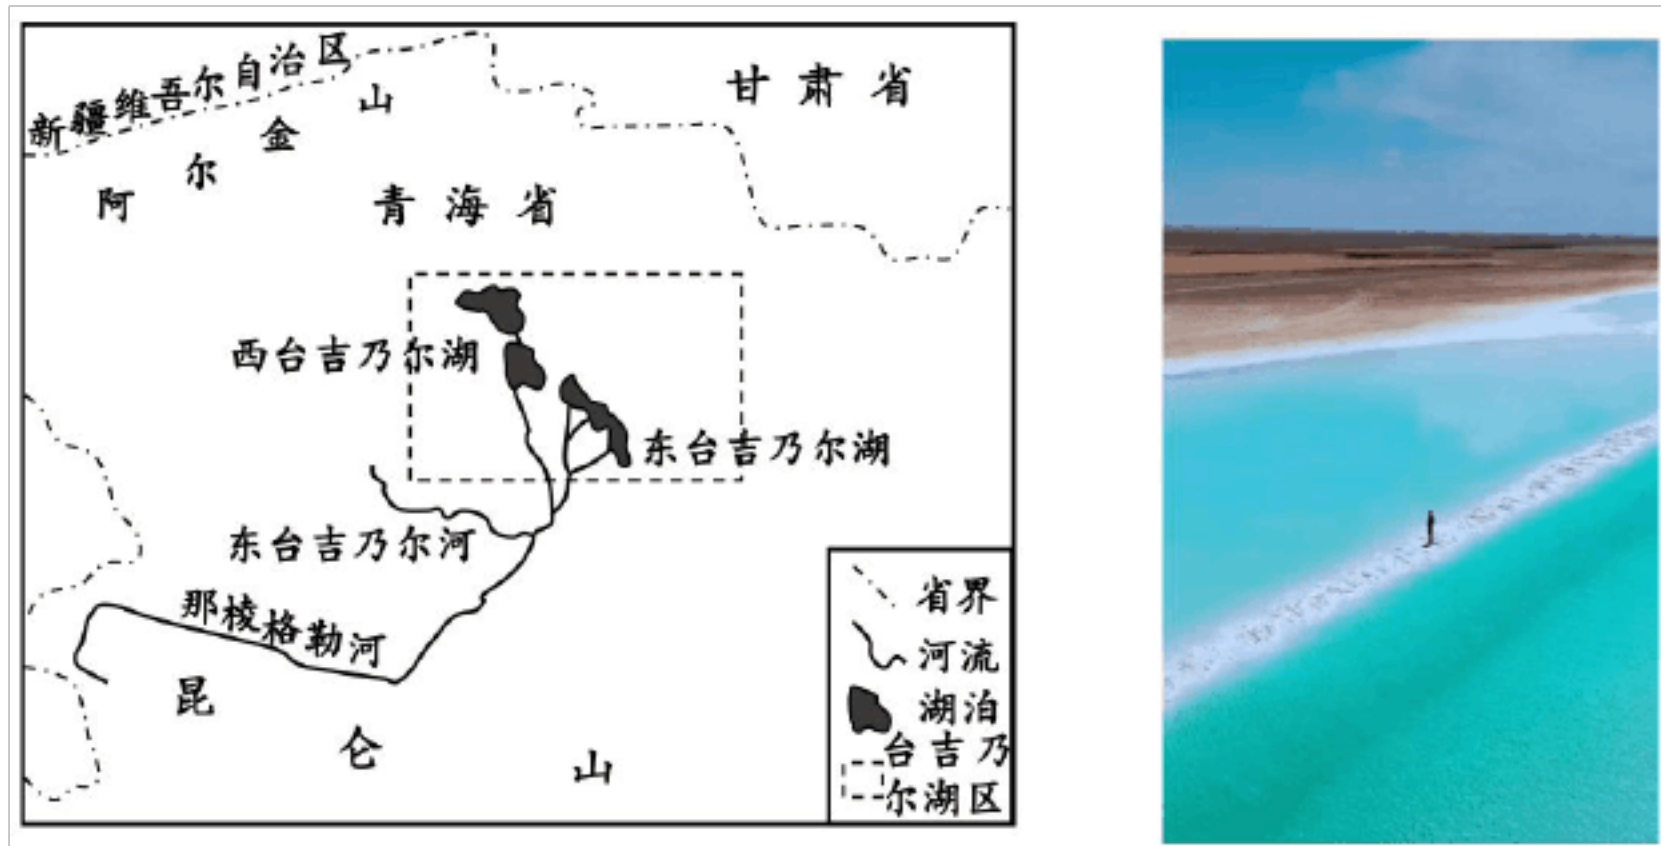 新疆维吾尔自治区
阿尔金山
甘肃省
青海省
西台吉乃尔湖
东台吉乃尔湖
东台吉乃尔河
那棱格勒河
昆仑山
省界
河流
湖泊
台吉乃
尔湖区